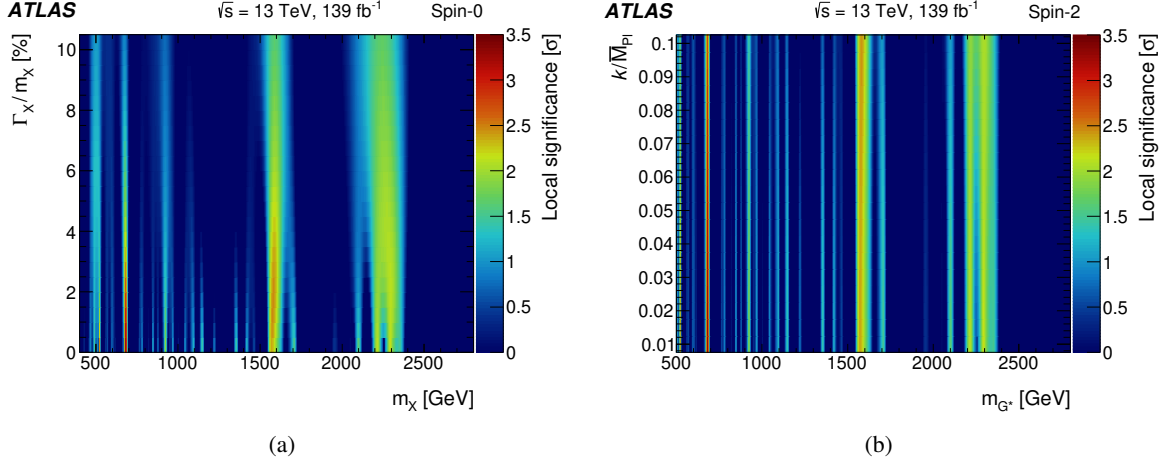 ATLAS √s = 13 TeV, 139 fb⁻¹ Spin-0
Γ_X/m_X [%]
10
8
6
4
2
0
500 1000 1500 2000 2500
m_X [GeV]
3.5
3
2.5
2
1.5
1
0.5
0
Local significance [σ]
(a)
ATLAS √s = 13 TeV, 139 fb⁻¹ Spin-2
k/M̅_Pl
0.1
0.09
0.08
0.07
0.06
0.05
0.04
0.03
0.02
0.01
500 1000 1500 2000 2500
m_G* [GeV]
3.5
3
2.5
2
1.5
1
0.5
0
Local significance [σ]
(b)